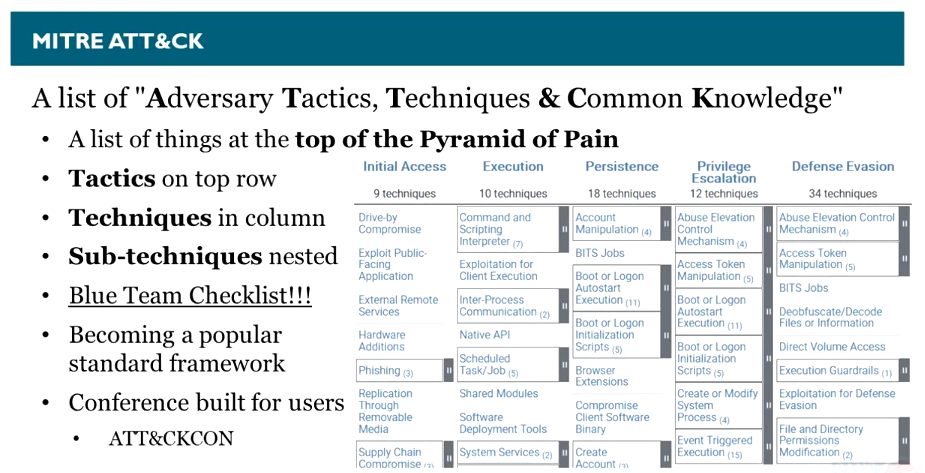 MITRE ATT&CK
A list of "Adversary Tactics, Techniques & Common Knowledge"
• A list of things at the top of the Pyramid of Pain
• Tactics on top row
• Techniques in column
• Sub-techniques nested
• Blue Team Checklist!!!
• Becoming a popular
standard framework
• Conference built for users
• ATT&CKCON
Initial Access
9 techniques
Drive-by
Compromise
Exploit Public-
Facing
Application
External Remote
Services
Hardware
Additions
Phishing (3)
Replication
Through
Removable
Media
Supply Chain
Compromise (3)
Execution
10 techniques
Command and
Scripting
Interpreter (7)
Exploitation for
Client Execution
Inter-Process
Communication (2)
Native API
Scheduled
Task/Job (5)
Shared Modules
Software
Deployment Tools
System Services (2)
Persistence
18 techniques
Account
Manipulation (4)
BITS Jobs
Boot or Logon
Autostart
Execution (11)
Boot or Logon
Initialization
Scripts (5)
Browser
Extensions
Compromise
Client Software
Binary
Create
Account (3)
Privilege
Escalation
12 techniques
Abuse Elevation
Control
Mechanism (4)
Access Token
Manipulation (5)
Boot or Logon
Autostart
Execution (11)
Boot or Logon
Initialization
Scripts (5)
Create or Modify
System
Process (4)
Event Triggered
Execution (15)
Defense Evasion
34 techniques
Abuse Elevation Control
Mechanism (4)
Access Token
Manipulation (5)
BITS Jobs
Deobfuscate/Decode
Files or Information
Direct Volume Access
Execution Guardrails (1)
Exploitation for Defense
Evasion
File and Directory
Permissions
Modification (2)